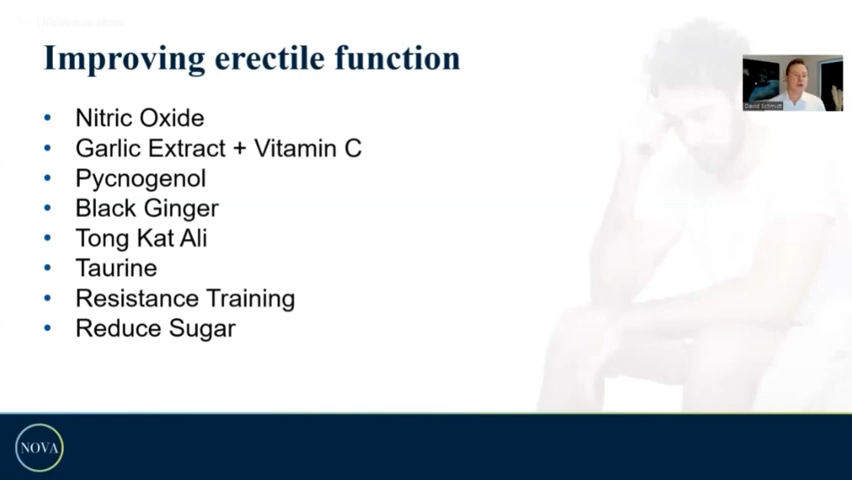 Improving erectile function
David Schmidt
• Nitric Oxide
• Garlic Extract + Vitamin C
• Pycnogenol
• Black Ginger
• Tong Kat Ali
• Taurine
• Resistance Training
• Reduce Sugar
NOVA